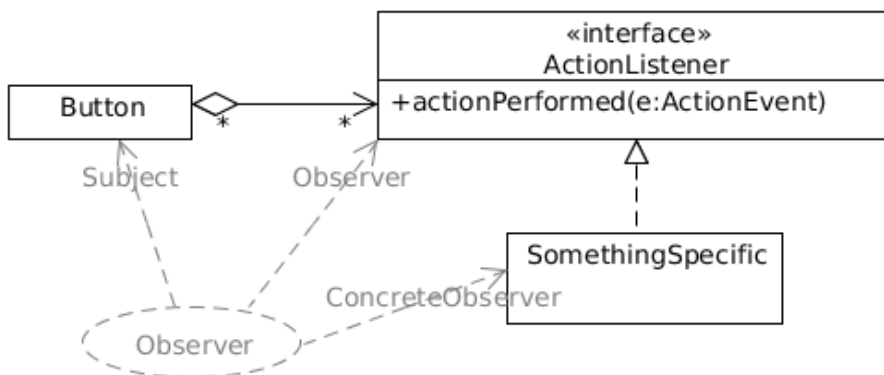 «interface»
ActionListener
Button
+actionPerformed(e:ActionEvent)
*
*
Subject
Observer
SomethingSpecific
ConcreteObserver
Observer